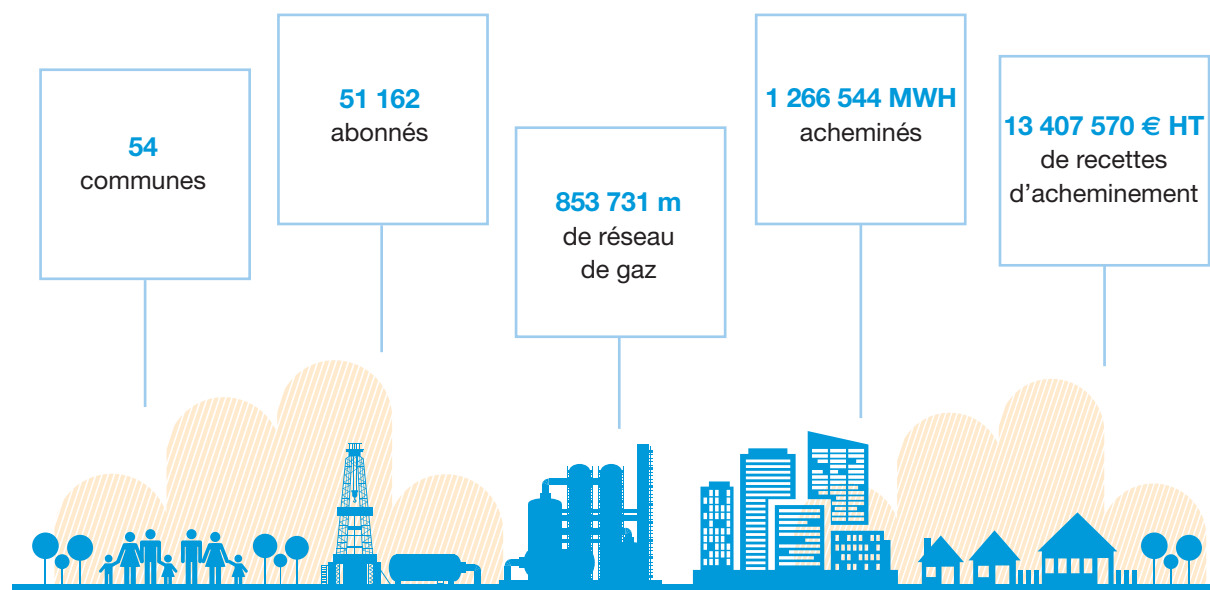 54
communes
51 162
abonnés
853 731 m
de réseau
de gaz
1 266 544 MWH
acheminés
13 407 570 € HT
de recettes
d'acheminement